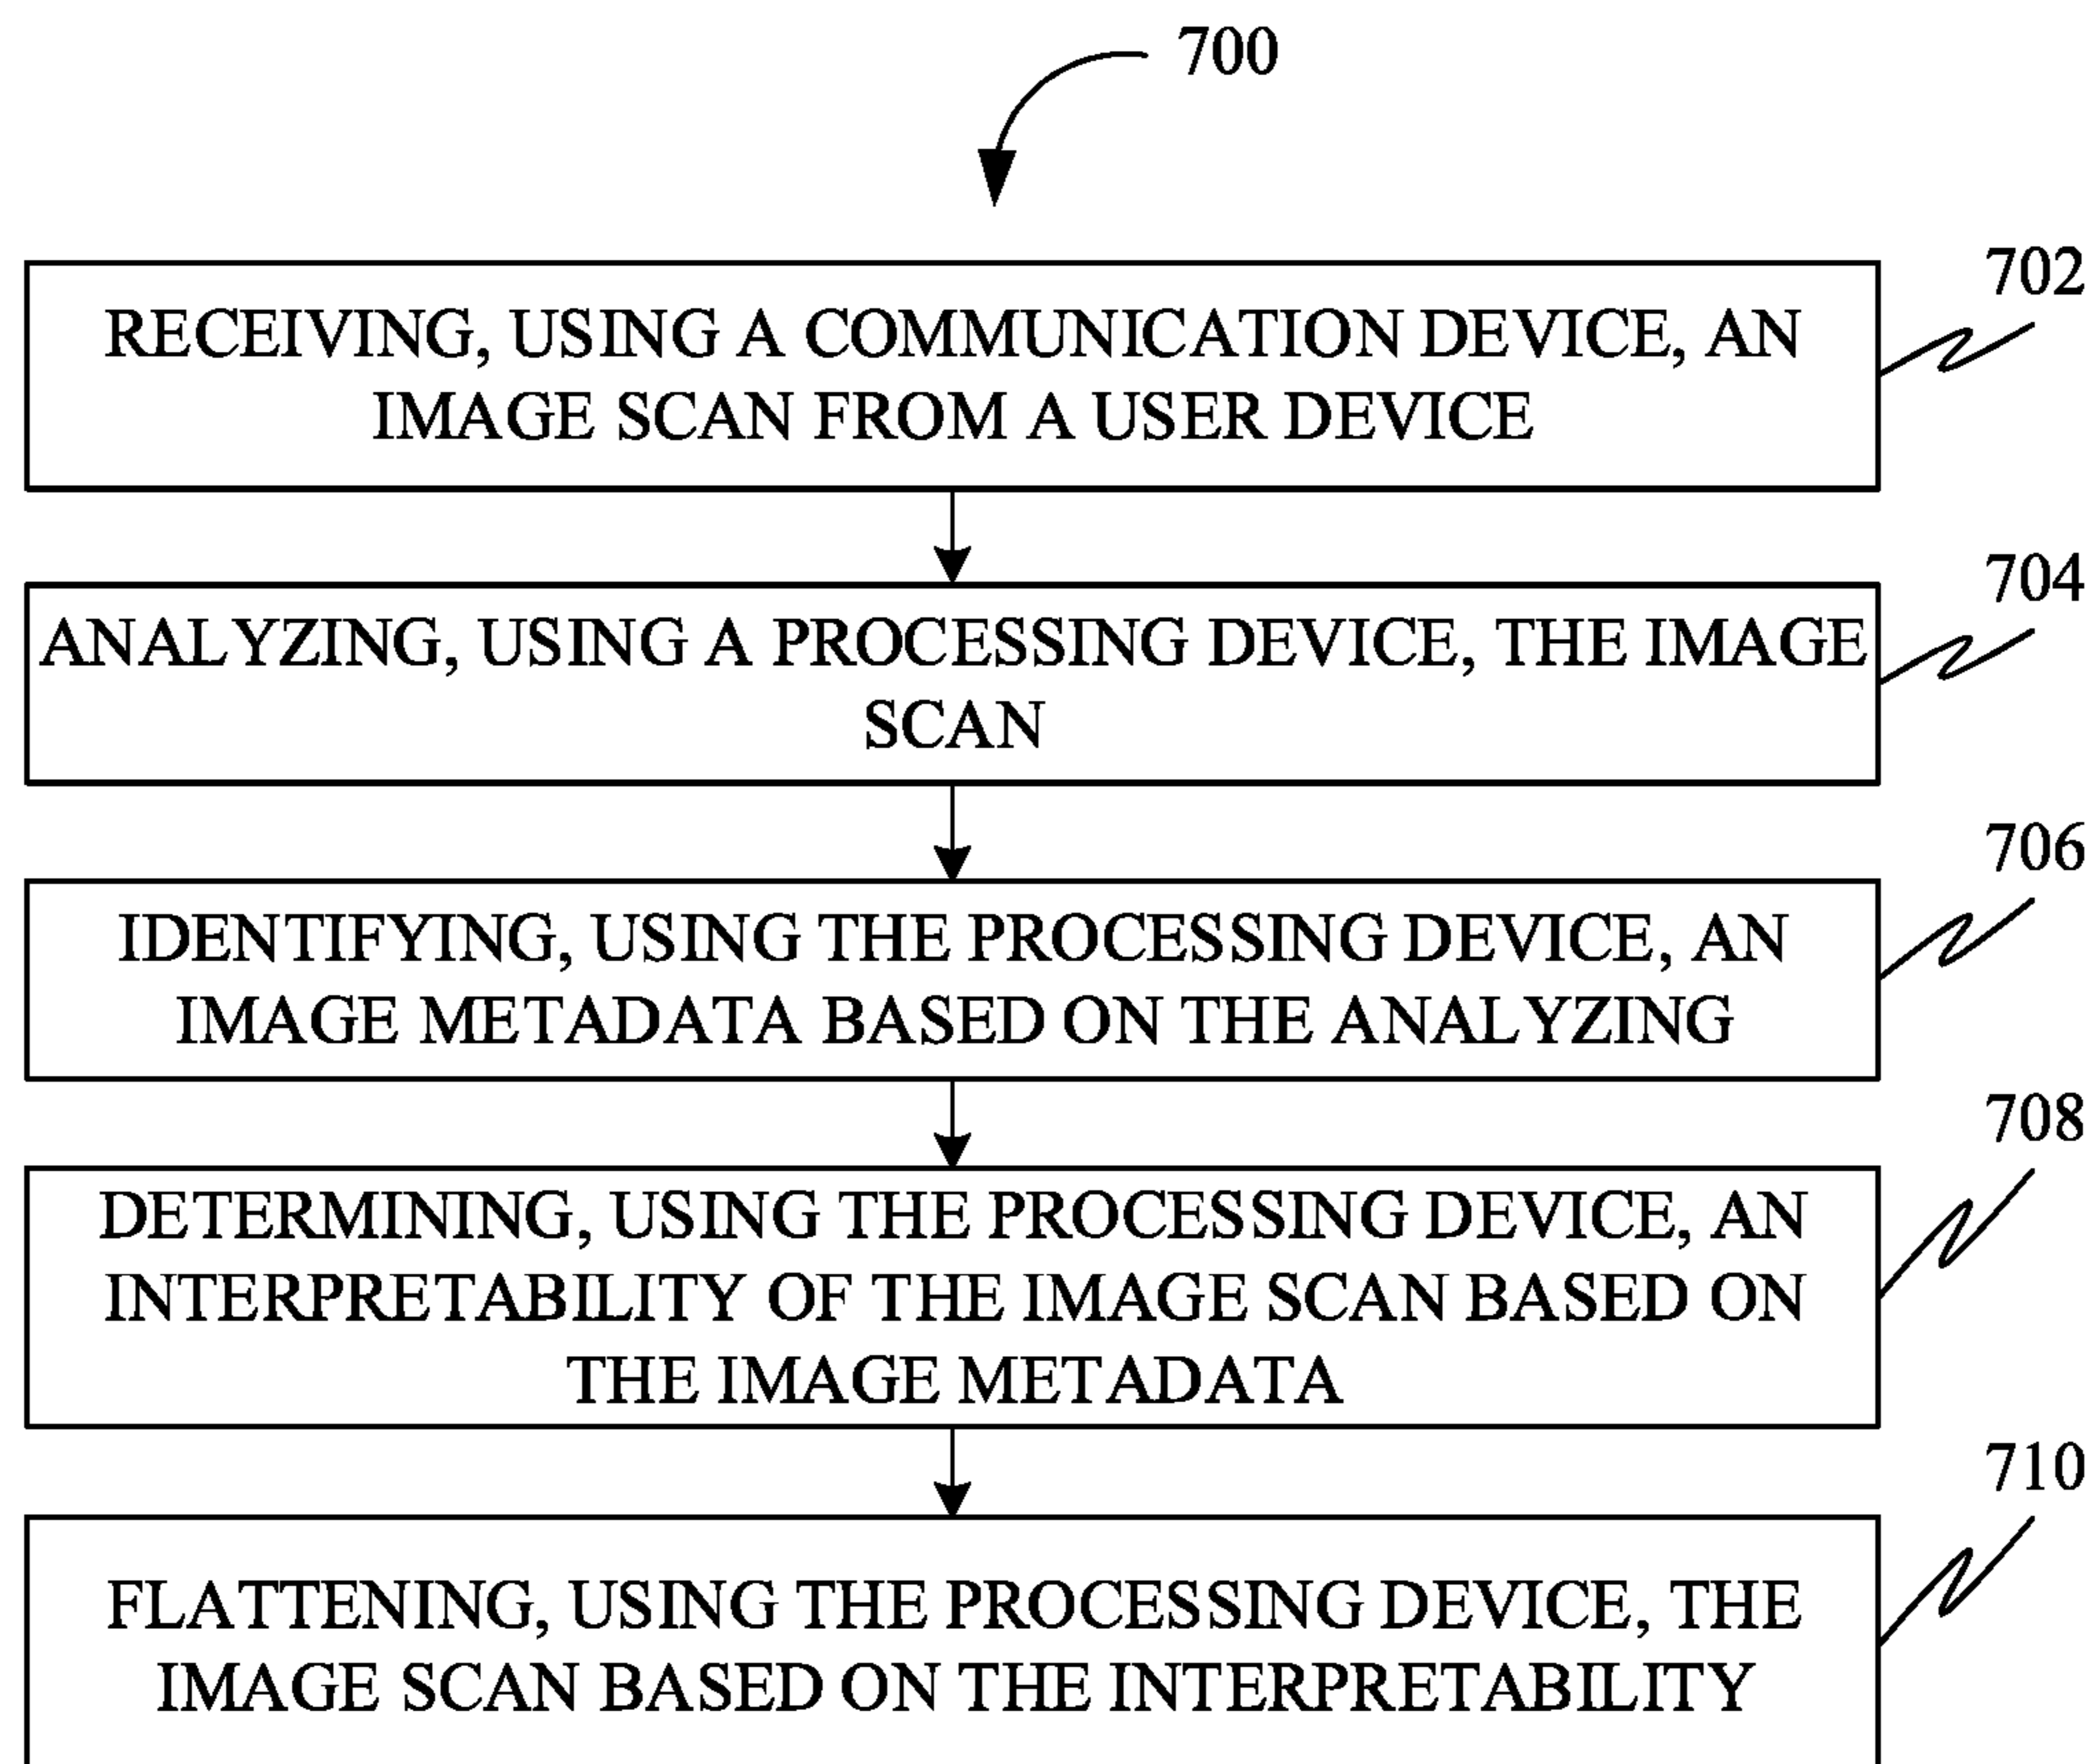 700
702
RECEIVING, USING A COMMUNICATION DEVICE, AN
IMAGE SCAN FROM A USER DEVICE
704
ANALYZING, USING A PROCESSING DEVICE, THE IMAGE
SCAN
706
IDENTIFYING, USING THE PROCESSING DEVICE, AN
IMAGE METADATA BASED ON THE ANALYZING
708
DETERMINING, USING THE PROCESSING DEVICE, AN
INTERPRETABILITY OF THE IMAGE SCAN BASED ON
THE IMAGE METADATA
710
FLATTENING, USING THE PROCESSING DEVICE, THE
IMAGE SCAN BASED ON THE INTERPRETABILITY